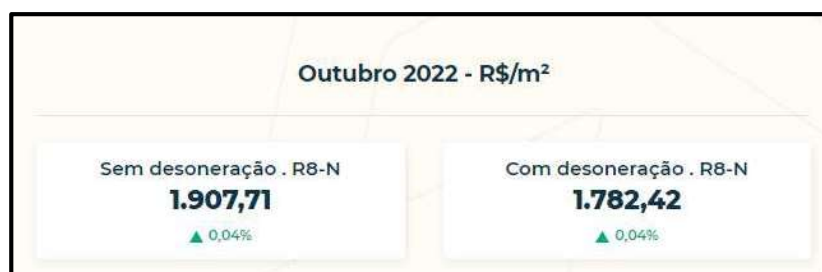 Outubro 2022 - R$/m²
Sem desoneração . R8-N
1.907,71
▲ 0,04%
Com desoneração . R8-N
1.782,42
▲ 0,04%